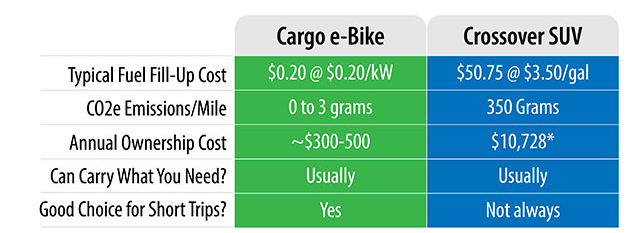 Cargo e-Bike Crossover SUV
Typical Fuel Fill-Up Cost $0.20 @ $0.20/kW $50.75 @ $3.50/gal
CO2e Emissions/Mile 0 to 3 grams 350 Grams
Annual Ownership Cost ~$300-500 $10,728*
Can Carry What You Need? Usually Usually
Good Choice for Short Trips? Yes Not always